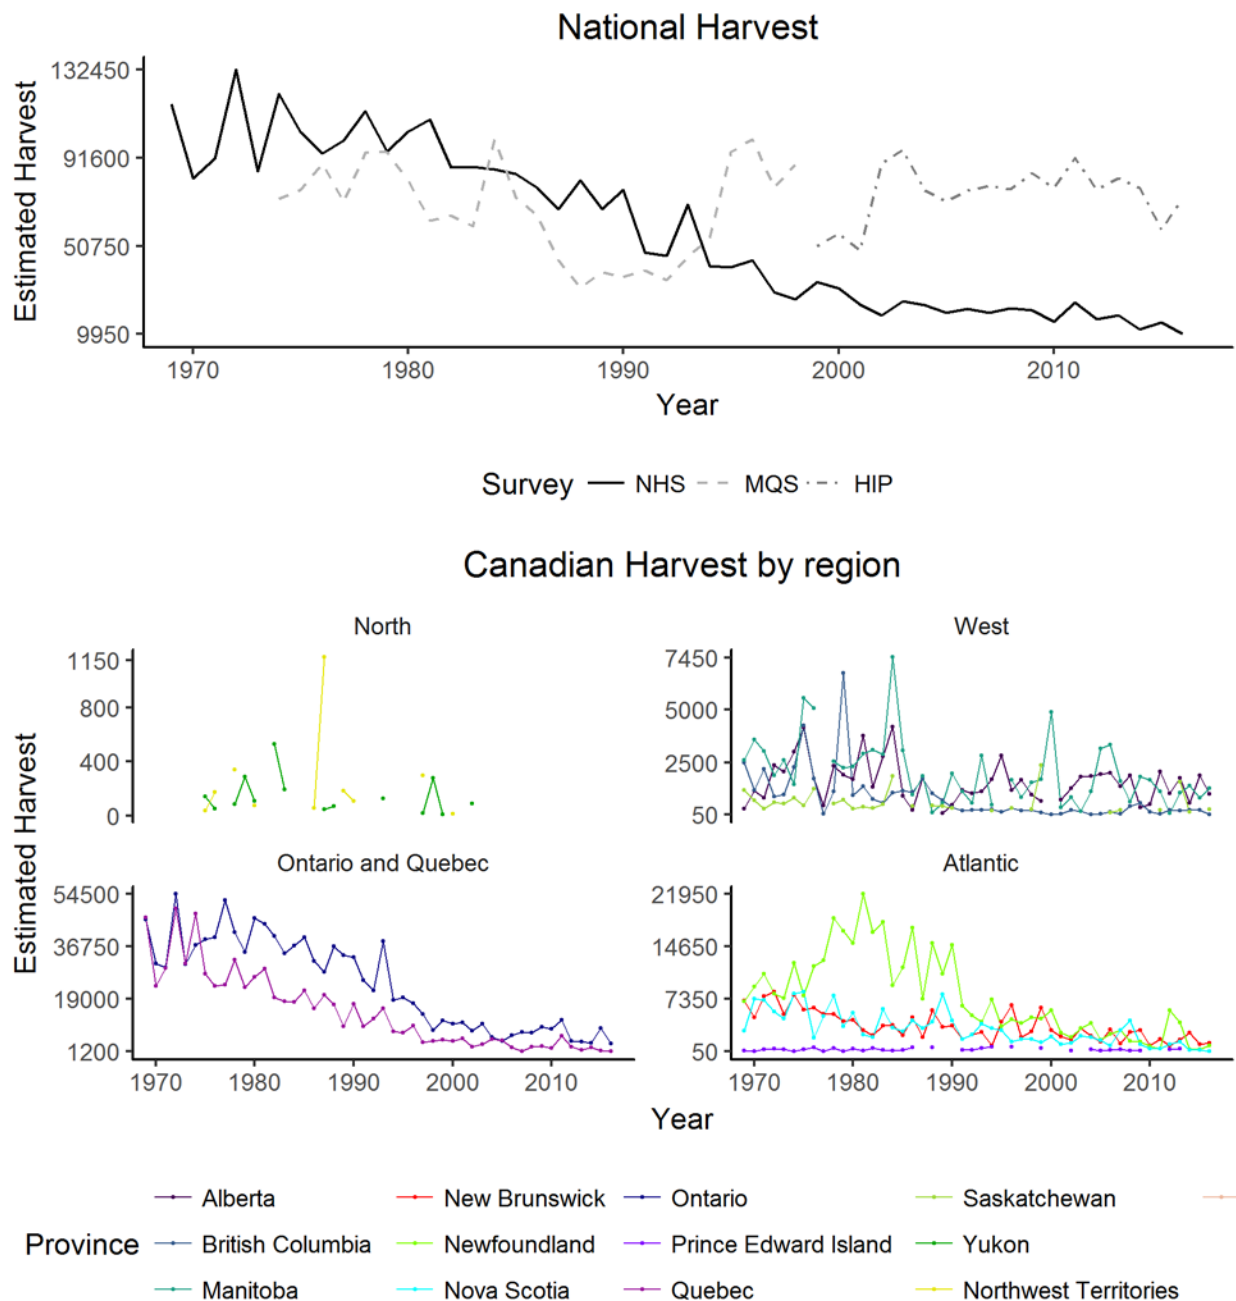 National Harvest
Estimated Harvest
132450
91600
50750
9950
1970 1980 1990 2000 2010
Year
Survey NHS MQS HIP
Canadian Harvest by region
Estimated Harvest
North
1150
800
400
0
West
7450
5000
2500
50
Ontario and Quebec
54500
36750
19000
1200
1970 1980 1990 2000 2010
Atlantic
21950
14650
7350
50
1970 1980 1990 2000 2010
Year
Province
Alberta New Brunswick Ontario Saskatchewan
British Columbia Newfoundland Prince Edward Island Yukon
Manitoba Nova Scotia Quebec Northwest Territories